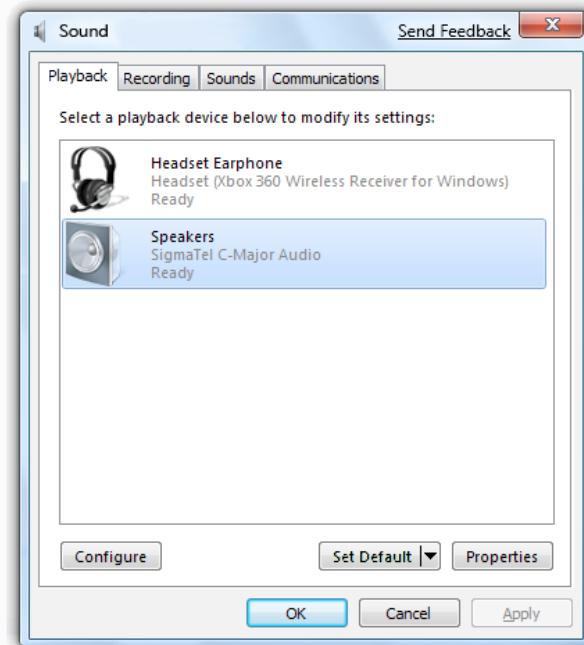 Sound
Send Feedback
Playback Recording Sounds Communications
Select a playback device below to modify its settings:
Headset Earphone
Headset (Xbox 360 Wireless Receiver for Windows)
Ready
Speakers
SigmaTel C-Major Audio
Ready
Configure Set Default Properties
OK Cancel Apply